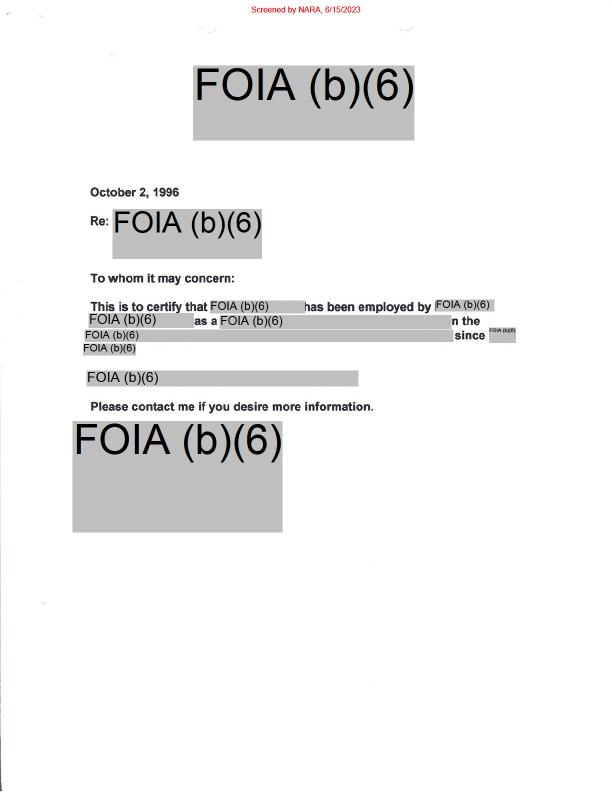 Screened by NARA, 6/15/2023
FOIA (b)(6)
October 2, 1996
Re: FOIA (b)(6)
To whom it may concern:
This is to certify that FOIA (b)(6) has been employed by FOIA (b)(6)
FOIA (b)(6) as a FOIA (b)(6) n the
FOIA (b)(6) since FOIA (b)(6)
FOIA (b)(6)
FOIA (b)(6)
Please contact me if you desire more information.
FOIA (b)(6)